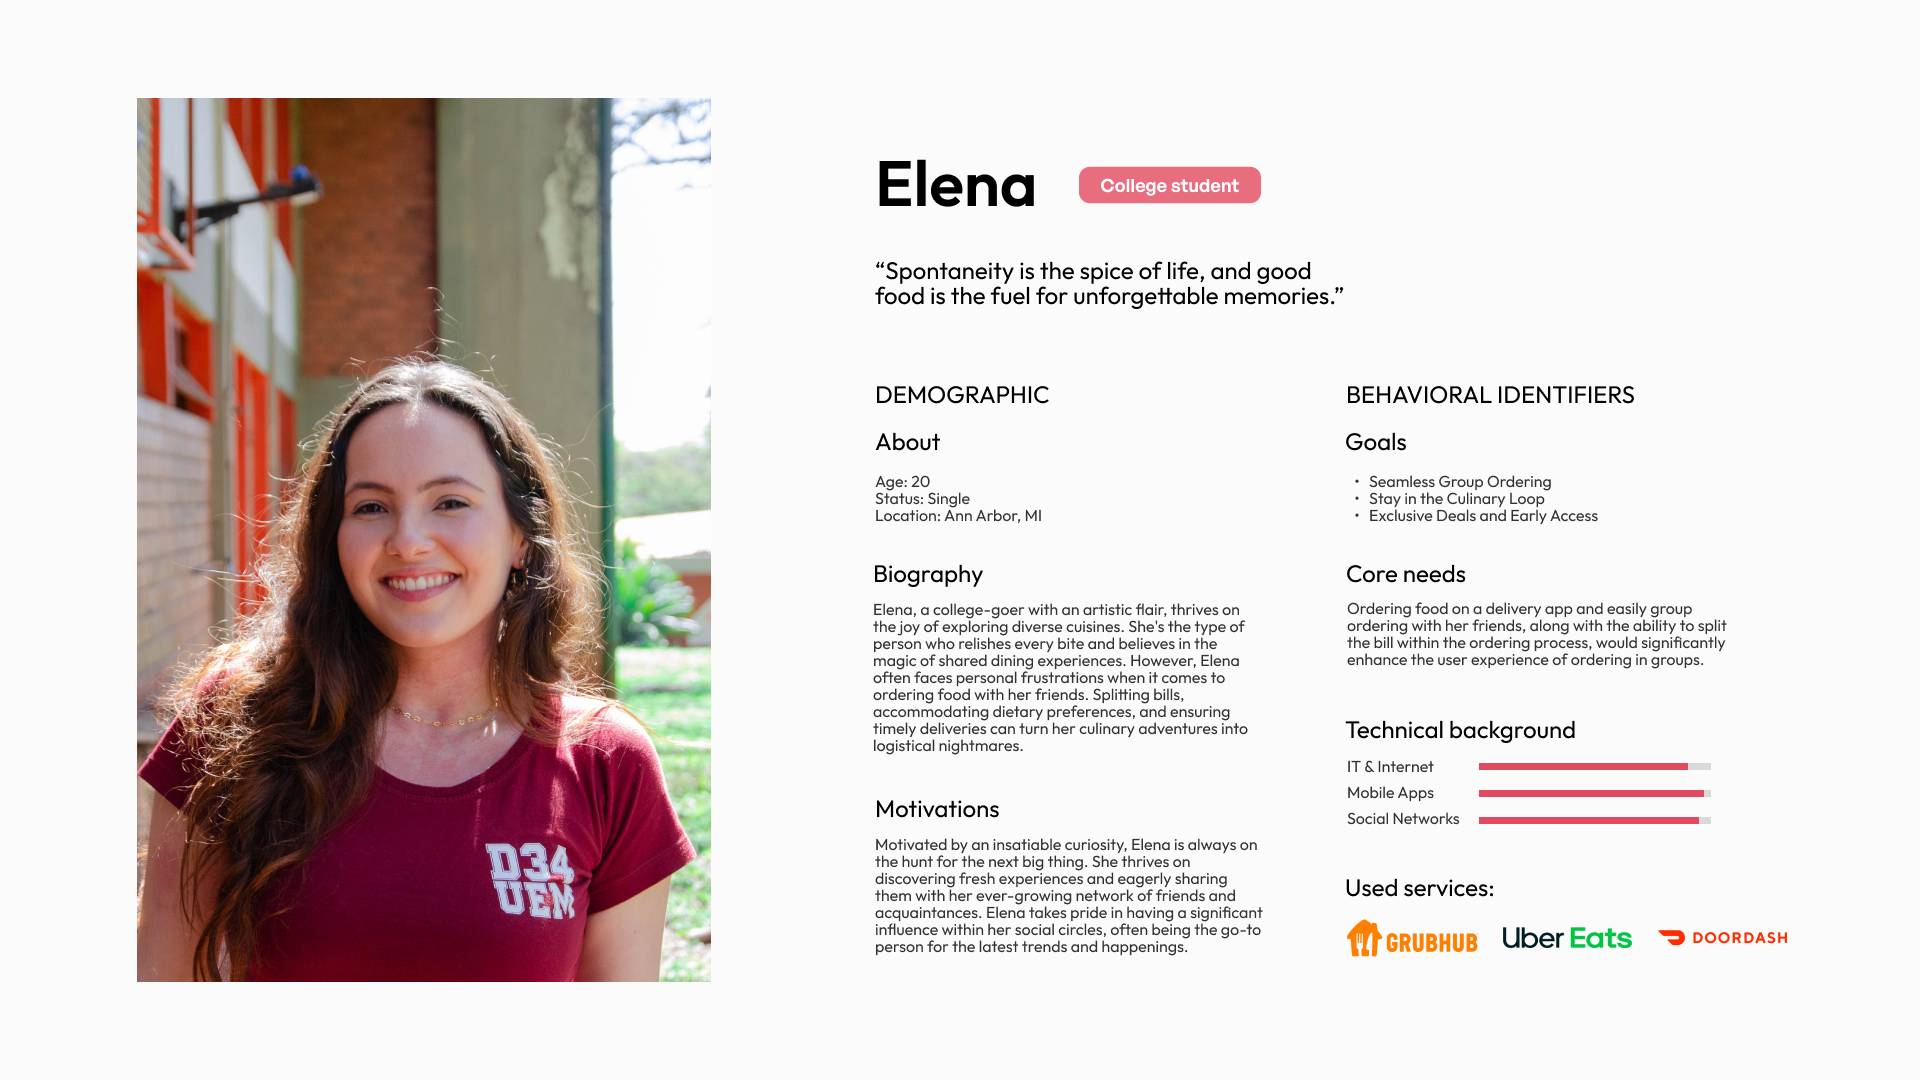 Elena
College student
“Spontaneity is the spice of life, and good
food is the fuel for unforgettable memories.”
DEMOGRAPHIC
About
Age: 20
Status: Single
Location: Ann Arbor, MI
Biography
Elena, a college-goer with an artistic flair, thrives on
the joy of exploring diverse cuisines. She's the type of
person who relishes every bite and believes in the
magic of shared dining experiences. However, Elena
often faces personal frustrations when it comes to
ordering food with her friends. Splitting bills,
accommodating dietary preferences, and ensuring
timely deliveries can turn her culinary adventures into
logistical nightmares.
Motivations
Motivated by an insatiable curiosity, Elena is always on
the hunt for the next big thing. She thrives on
discovering fresh experiences and eagerly sharing
them with her ever-growing network of friends and
acquaintances. Elena takes pride in having a significant
influence within her social circles, often being the go-to
person for the latest trends and happenings.
BEHAVIORAL IDENTIFIERS
Goals
• Seamless Group Ordering
• Stay in the Culinary Loop
• Exclusive Deals and Early Access
Core needs
Ordering food on a delivery app and easily group
ordering with her friends, along with the ability to split
the bill within the ordering process, would significantly
enhance the user experience of ordering in groups.
Technical background
IT & Internet
Mobile Apps
Social Networks
Used services:
GRUBHUB
Uber Eats
DOORDASH
D34
UEM